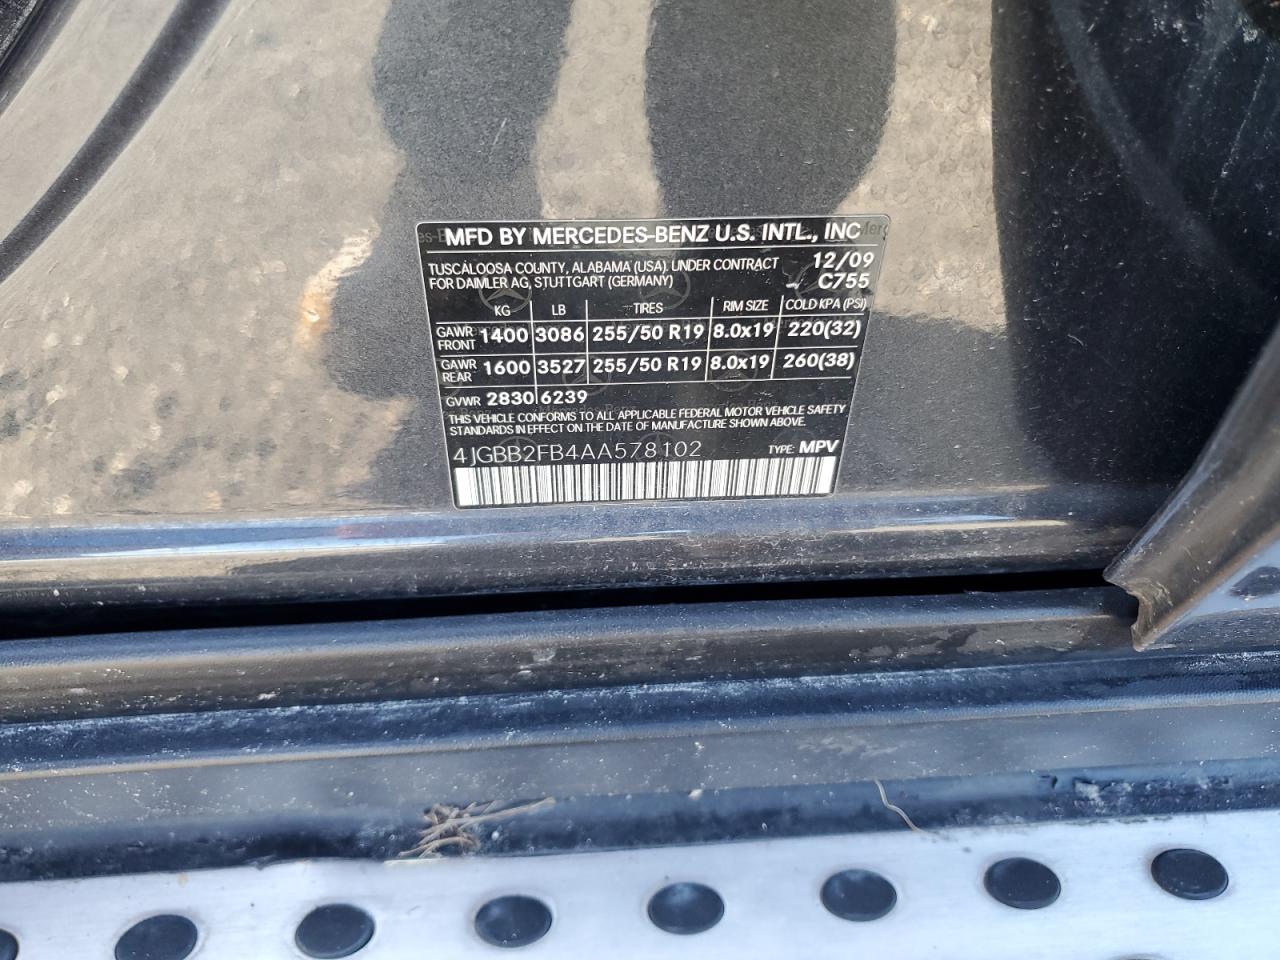 MFD BY MERCEDES-BENZ U.S. INTL., INC
TUSCALOOSA COUNTY, ALABAMA (USA). UNDER CONTRACT 12/09
FOR DAIMLER AG, STUTTGART (GERMANY) C755
KG LB TIRES RIM SIZE COLD KPA (PSI)
GAWR FRONT 1400 3086 255/50 R19 8.0x19 220(32)
GAWR REAR 1600 3527 255/50 R19 8.0x19 260(38)
GVWR 2830 6239
THIS VEHICLE CONFORMS TO ALL APPLICABLE FEDERAL MOTOR VEHICLE SAFETY
STANDARDS IN EFFECT ON THE DATE OF MANUFACTURE SHOWN ABOVE.
4JGBB2FB4AA578102 TYPE: MPV